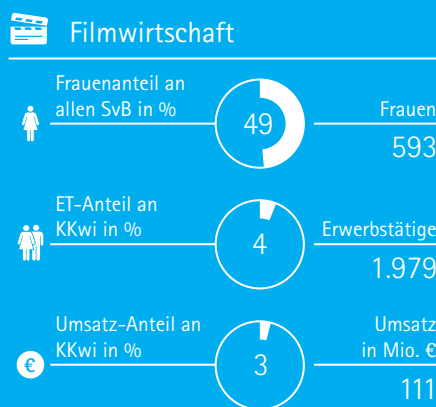 Filmwirtschaft
Frauenanteil an
allen SvB in %
49
Frauen
593
ET-Anteil an
KKwi in %
4
Erwerbstätige
1.979
Umsatz-Anteil an
KKwi in %
€
3
Umsatz
in Mio. €
111